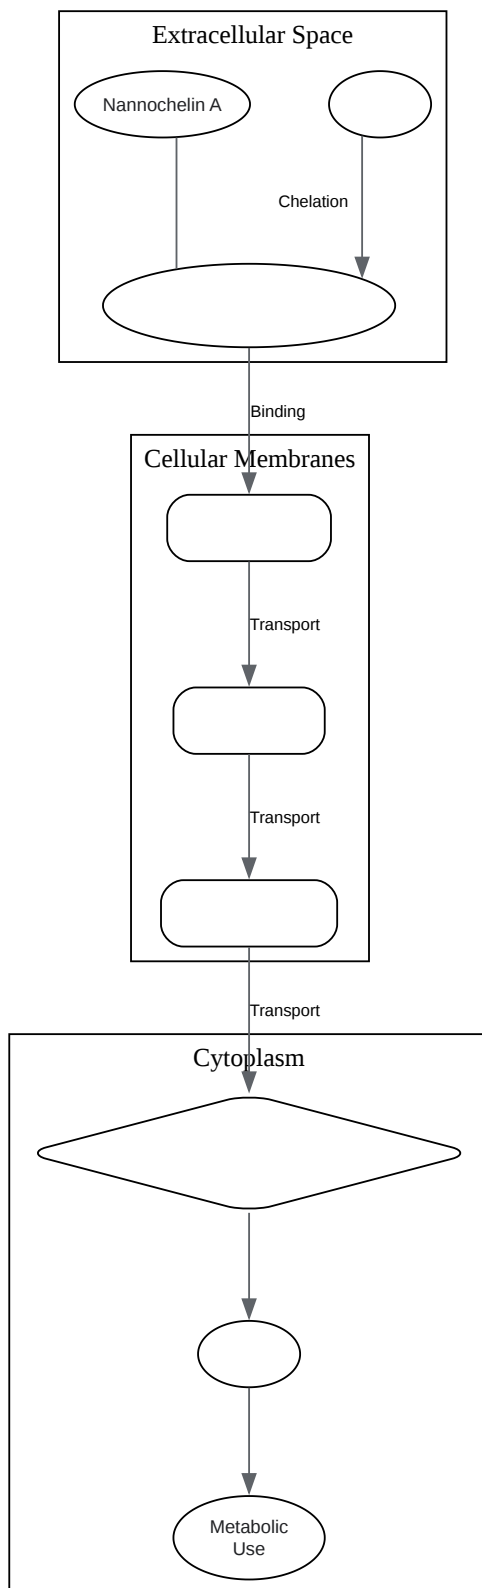 Extracellular Space
Nannochelin A
Chelation
Binding
Cellular Membranes
Transport
Transport
Transport
Cytoplasm
Metabolic
Use